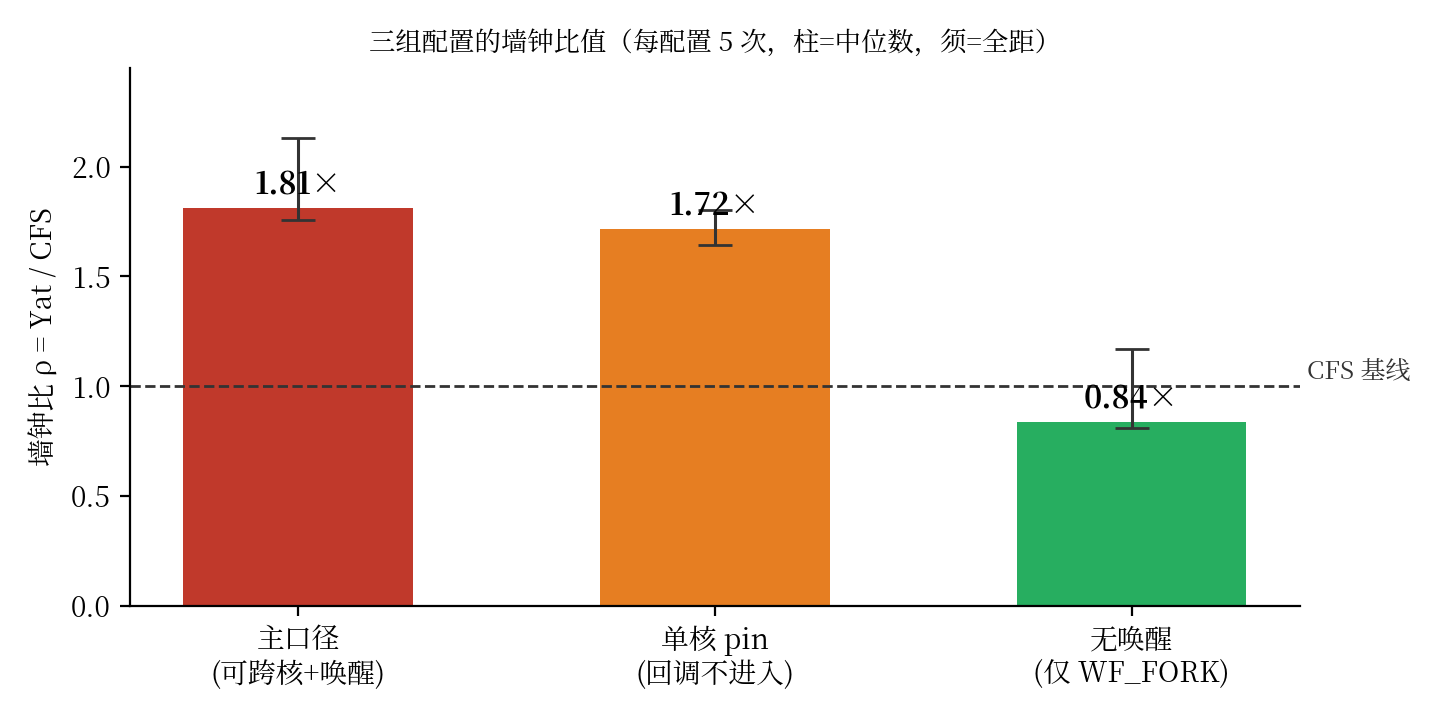 三组配置的墙钟比值（每配置 5 次，柱=中位数，须=全距）
墙钟比 ρ = Yat / CFS
2.0
1.5
1.0
0.5
0.0
1.81×
1.72×
0.84×
CFS 基线
主口径
(可跨核+唤醒)
单核 pin
(回调不进入)
无唤醒
(仅 WF_FORK)